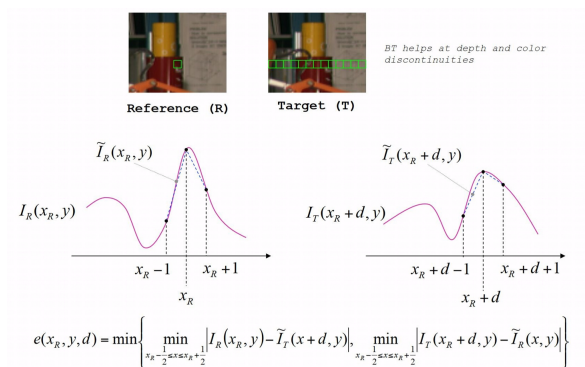 BT helps at depth and color
discontinuities
Reference (R)
Target (T)
Ĩ_R(x_R, y)
Ĩ_T(x_R + d, y)
I_R(x_R, y)
I_T(x_R + d, y)
x_R − 1
x_R + 1
x_R + d − 1
x_R + d + 1
x_R
x_R + d
e(x_R, y, d) = min{ min_{x_R − 1/2 ≤ x ≤ x_R + 1/2} |I_R(x_R, y) − Ĩ_T(x + d, y)|, min_{x_R − 1/2 ≤ x ≤ x_R + 1/2} |I_T(x_R + d, y) − Ĩ_R(x, y)| }